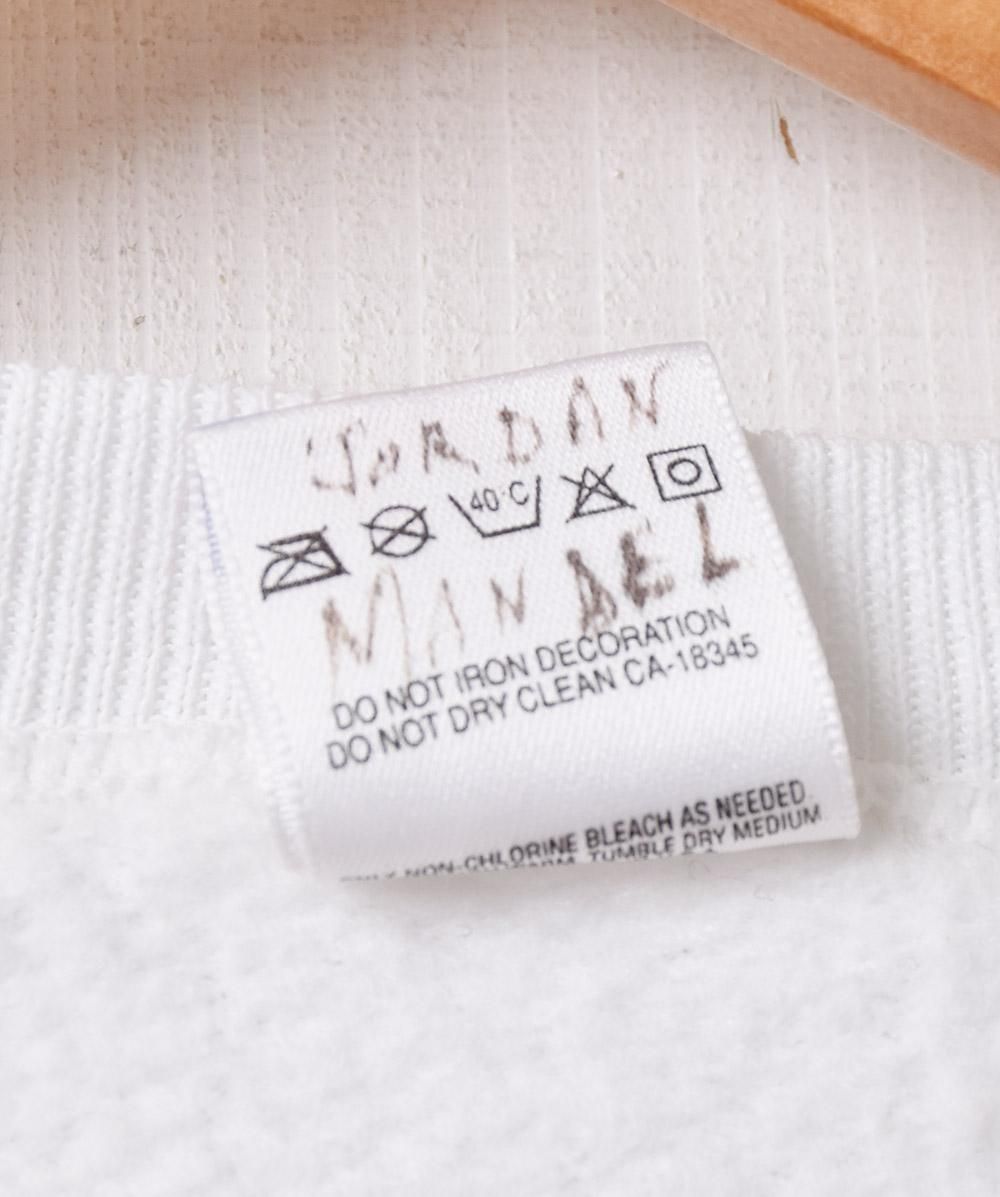 JORDAN
40°C
MANDEL
DO NOT IRON DECORATION
DO NOT DRY CLEAN CA-18345
NON-CHLORINE BLEACH AS NEEDED
TUMBLE DRY MEDIUM